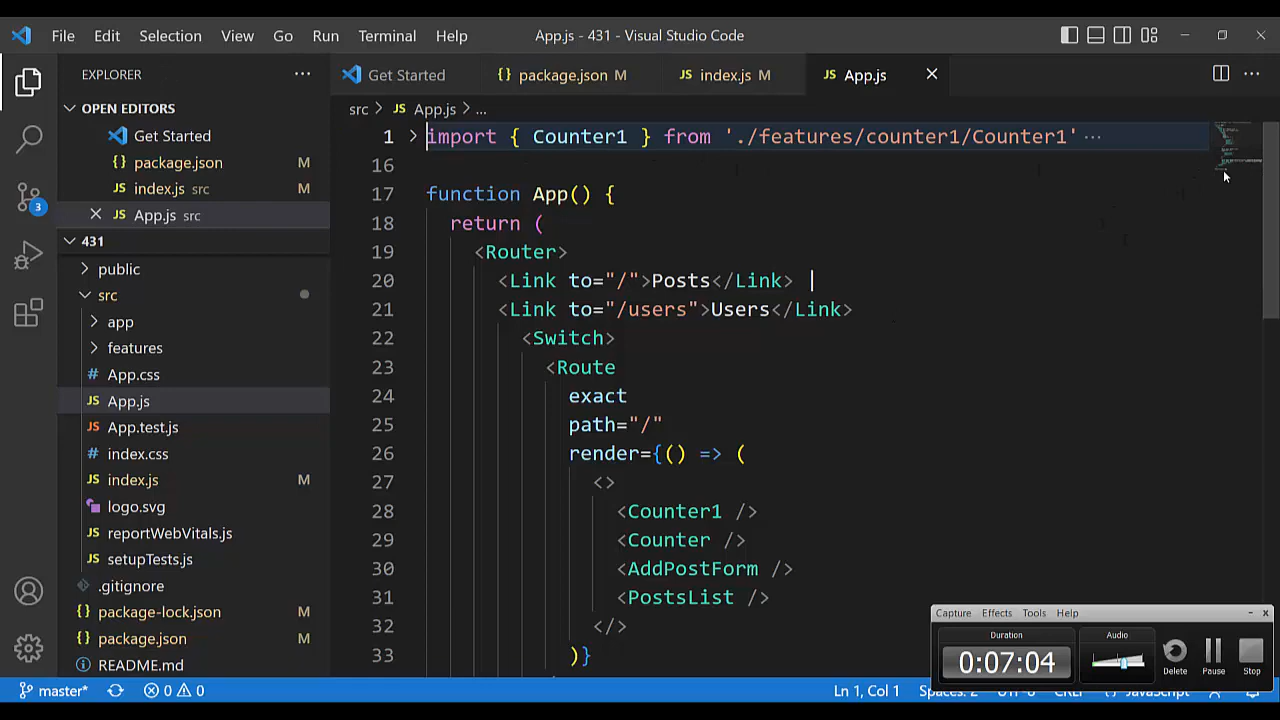 File Edit Selection View Go Run Terminal Help App.js - 431 - Visual Studio Code
EXPLORER
OPEN EDITORS
Get Started
package.json M
index.js src M
App.js src
431
public
src
app
features
App.css
App.js
App.test.js
index.css
index.js M
logo.svg
reportWebVitals.js
setupTests.js
.gitignore
package-lock.json M
package.json M
README.md
Get Started package.json M index.js M App.js
src > App.js > ...
1 import { Counter1 } from './features/counter1/Counter1' ...
16
17 function App() {
18 return (
19 <Router>
20 <Link to="/">Posts</Link> |
21 <Link to="/users">Users</Link>
22 <Switch>
23 <Route
24 exact
25 path="/"
26 render={() => (
27 <>
28 <Counter1 />
29 <Counter />
30 <AddPostForm />
31 <PostsList />
32 </>
33 )}
Capture Effects Tools Help
Duration
0:07:04
Audio
Delete Pause Stop
3
master* 0 0 Ln 1, Col 1 Spaces: 2 UTF-8 CRLF JavaScript